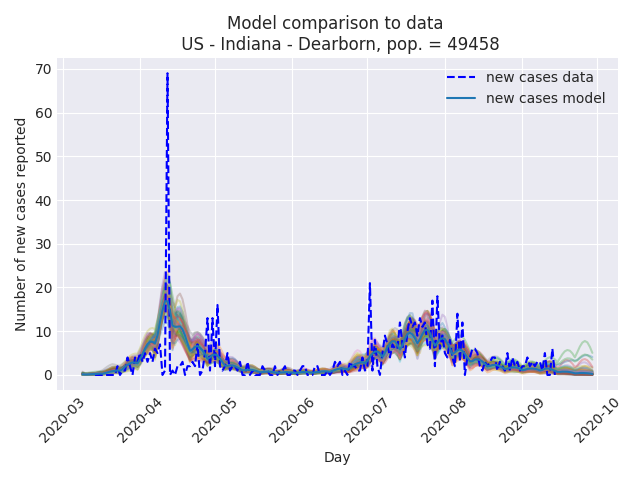 Model comparison to data
US - Indiana - Dearborn, pop. = 49458
new cases data
new cases model
Number of new cases reported
70
60
50
40
30
20
10
0
2020-03
2020-04
2020-05
2020-06
2020-07
2020-08
2020-09
2020-10
Day